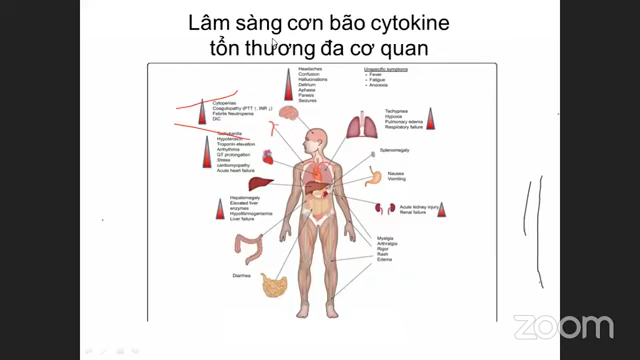 Lâm sàng cơn bão cytokine
tổn thương đa cơ quan
Headaches
Confusion
Hallucinations
Delirium
Aphasia
Paresis
Seizures
Unspecific symptoms
- Fever
- Fatigue
- Anorexia
Cytopenias
Coagulopathy (PTT ↑, INR ↓)
Febrile Neutropenia
DIC
Tachypnea
Hypoxia
Pulmonary edema
Respiratory failure
Hypotension
Troponin elevation
Arrhythmia
QT prolongation
Stress
cardiomyopathy
Acute heart failure
Splenomegaly
Nausea
Vomiting
Hepatomegaly
Elevated liver
enzymes
Hypofibrinogenemia
Liver failure
Acute kidney injury
Renal failure
Myalgia
Arthralgia
Rigor
Rash
Edema
Diarrhea
zoom